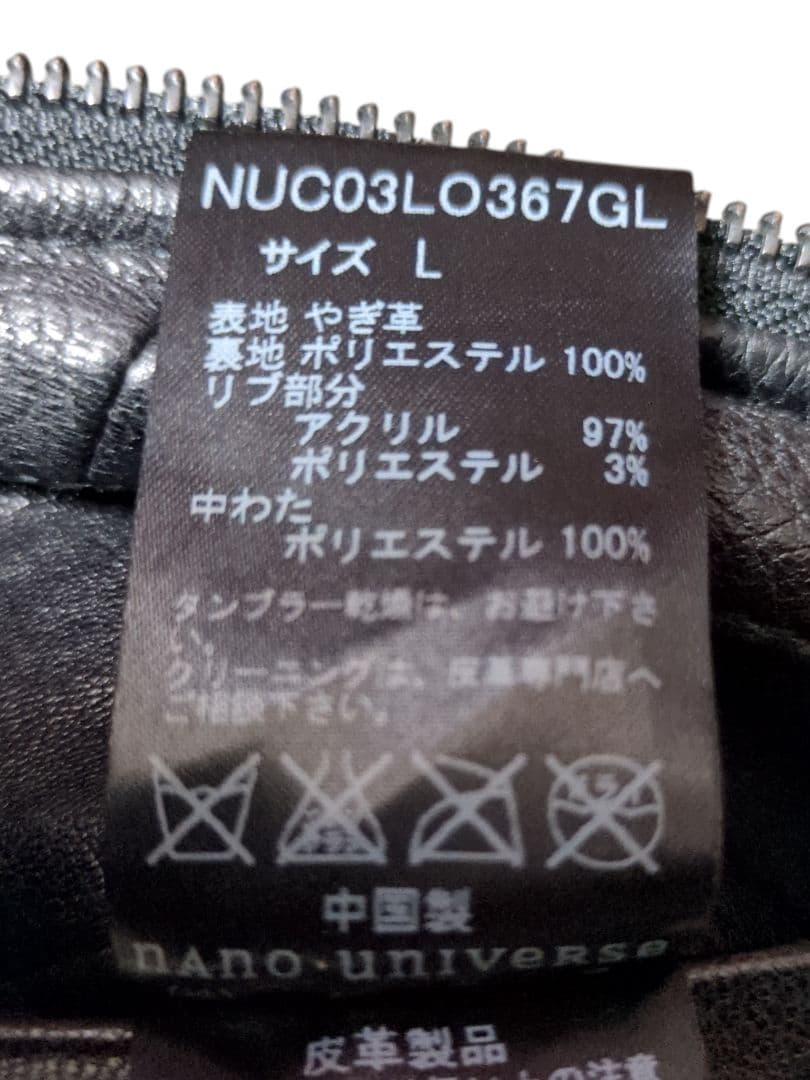 NUC03LO367GL
サイズ L
表地 やぎ革
裏地 ポリエステル 100%
リブ部分
アクリル 97%
ポリエステル 3%
中わた
ポリエステル 100%
タンブラー乾燥は、お避け下さ
い。
クリーニングは、皮革専門店へ
ご相談下さい。
中国製
nano·universe
皮革製品
の注意